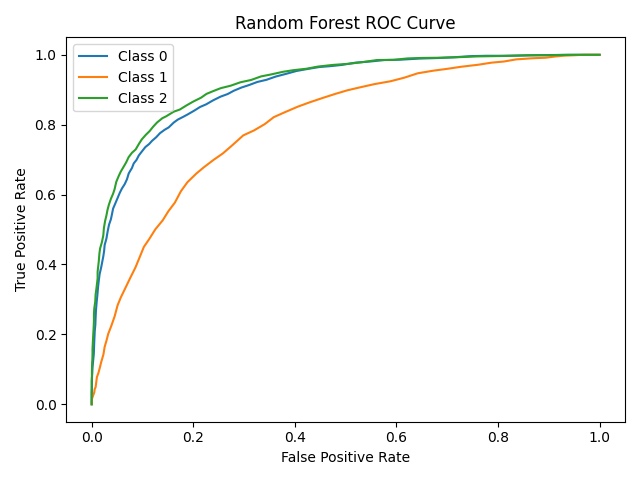 Random Forest ROC Curve
Class 0
Class 1
Class 2
True Positive Rate
1.0
0.8
0.6
0.4
0.2
0.0
0.0 0.2 0.4 0.6 0.8 1.0
False Positive Rate